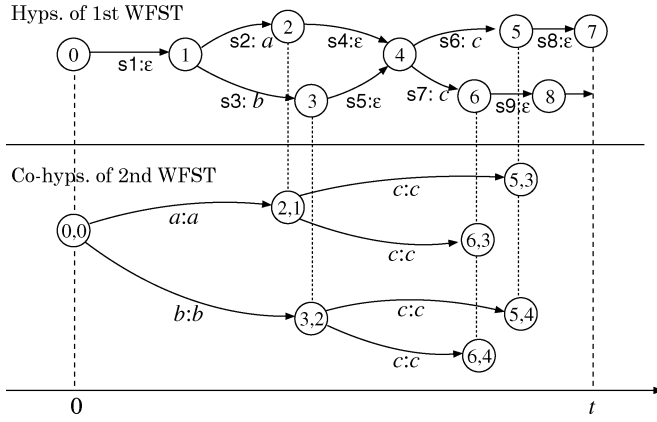 Hyps. of 1st WFST
0
s1:ε
1
s2: a
2
s4:ε
4
s6: c
5
s8:ε
7
s3: b
3
s5:ε
s7: c
6
s9:ε
8
Co-hyps. of 2nd WFST
0,0
a:a
2,1
c:c
5,3
c:c
6,3
b:b
3,2
c:c
5,4
c:c
6,4
0
t